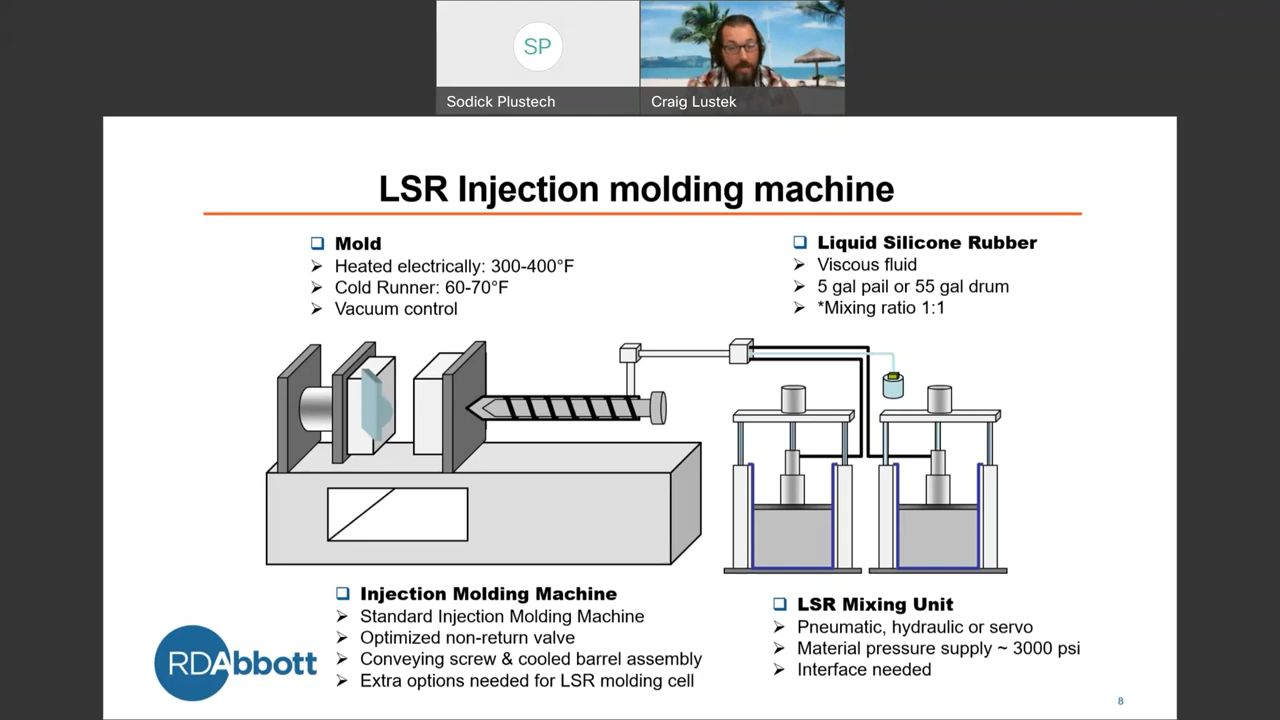 SP
Sodick Plustech
Craig Lustek
LSR Injection molding machine
Mold
Heated electrically: 300-400°F
Cold Runner: 60-70°F
Vacuum control
Liquid Silicone Rubber
Viscous fluid
5 gal pail or 55 gal drum
*Mixing ratio 1:1
Injection Molding Machine
Standard Injection Molding Machine
Optimized non-return valve
Conveying screw & cooled barrel assembly
Extra options needed for LSR molding cell
LSR Mixing Unit
Pneumatic, hydraulic or servo
Material pressure supply ~ 3000 psi
Interface needed
RDAbbott
8